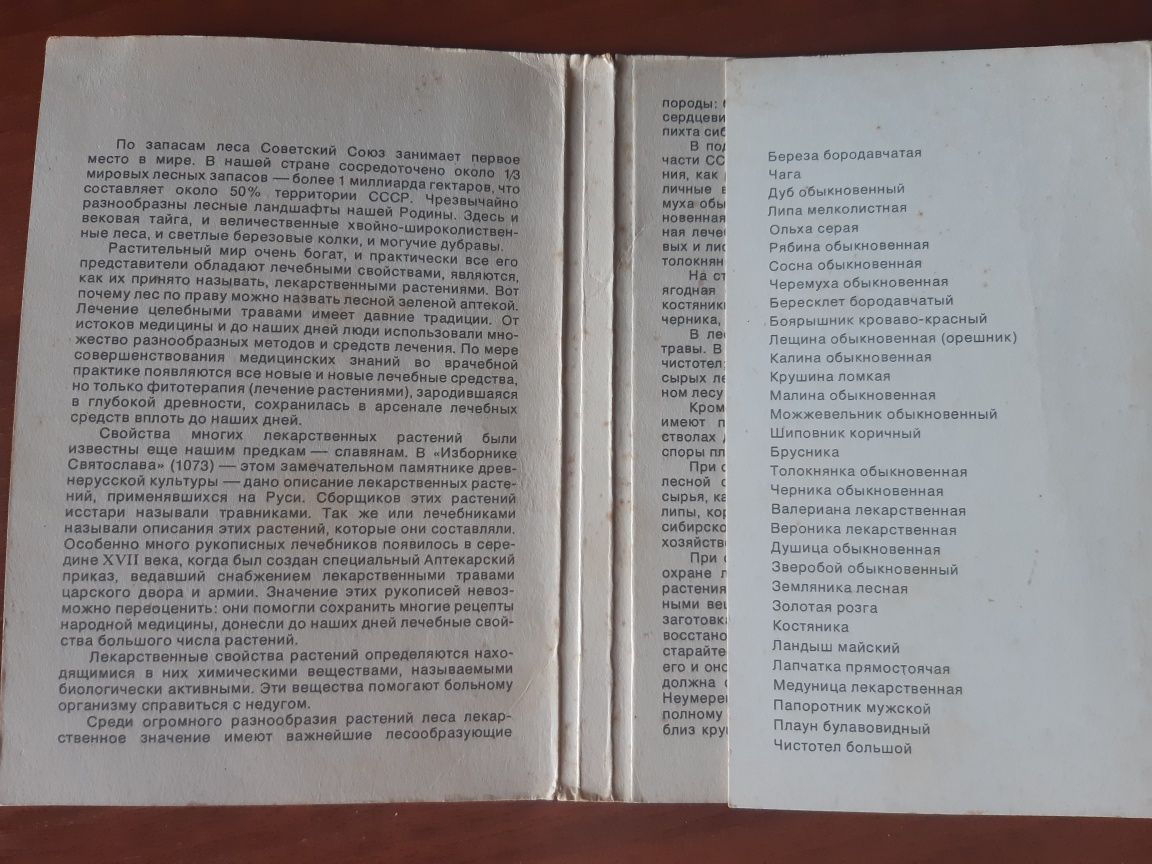 По запасам леса Советский Союз занимает первое
место в мире. В нашей стране сосредоточено около 1/3
мировых лесных запасов — более 1 миллиарда гектаров, что
составляет около 50% территории СССР. Чрезвычайно
разнообразны лесные ландшафты нашей Родины. Здесь и
вековая тайга, и величественные хвойно-широколиствен-
ные леса, и светлые березовые колки, и могучие дубравы.
Растительный мир очень богат, и практически все его
представители обладают лечебными свойствами, являются,
как их принято называть, лекарственными растениями. Вот
почему лес по праву можно назвать лесной зеленой аптекой.
Лечение целебными травами имеет давние традиции. От
истоков медицины и до наших дней люди использовали мно-
жество разнообразных методов и средств лечения. По мере
совершенствования медицинских знаний во врачебной
практике появляются все новые и новые лечебные средства,
но только фитотерапия (лечение растениями), зародившаяся
в глубокой древности, сохранилась в арсенале лечебных
средств вплоть до наших дней.
Свойства многих лекарственных растений были
известны еще нашим предкам — славянам. В «Изборнике
Святослава» (1073) — этом замечательном памятнике древ-
нерусской культуры — дано описание лекарственных расте-
ний, применявшихся на Руси. Сборщиков этих растений
исстари называли травниками. Так же или лечебниками
называли описания этих растений, которые они составляли.
Особенно много рукописных лечебников появилось в сере-
дине XVII века, когда был создан специальный Аптекарский
приказ, ведавший снабжением лекарственными травами
царского двора и армии. Значение этих рукописей невоз-
можно переоценить: они помогли сохранить многие рецепты
народной медицины, донесли до наших дней лечебные свой-
ства большого числа растений.
Лекарственные свойства растений определяются нахо-
дящимися в них химическими веществами, называемыми
биологически активными. Эти вещества помогают больному
организму справиться с недугом.
Среди огромного разнообразия растений леса лекар-
ственное значение имеют важнейшие лесообразующие
породы:
сердцеви
пихта сиб
В под
части СС
ния, как
личные в
муха обы
новенная
ная лече
вых и лис
толокнян
На ст
ягодная
костяник
черника,
В ле
травы. В
чистотел;
сырых ле
ном лесу
Кром
имеют п
стволах
споры пл
При с
лесной с
сырья, ка
липы, кор
сибирско
хозяйстве
При с
охране л
растения
ными вещ
заготовка
восстано
старайте
его и осно
должна с
Неумерен
полному
близ круп
Береза бородавчатая
Чага
Дуб обыкновенный
Липа мелколистная
Ольха серая
Рябина обыкновенная
Сосна обыкновенная
Черемуха обыкновенная
Бересклет бородавчатый
Боярышник кроваво-красный
Лещина обыкновенная (орешник)
Калина обыкновенная
Крушина ломкая
Малина обыкновенная
Можжевельник обыкновенный
Шиповник коричный
Брусника
Толокнянка обыкновенная
Черника обыкновенная
Валериана лекарственная
Вероника лекарственная
Душица обыкновенная
Зверобой обыкновенный
Земляника лесная
Золотая розга
Костяника
Ландыш майский
Лапчатка прямостоячая
Медуница лекарственная
Папоротник мужской
Плаун булавовидный
Чистотел большой